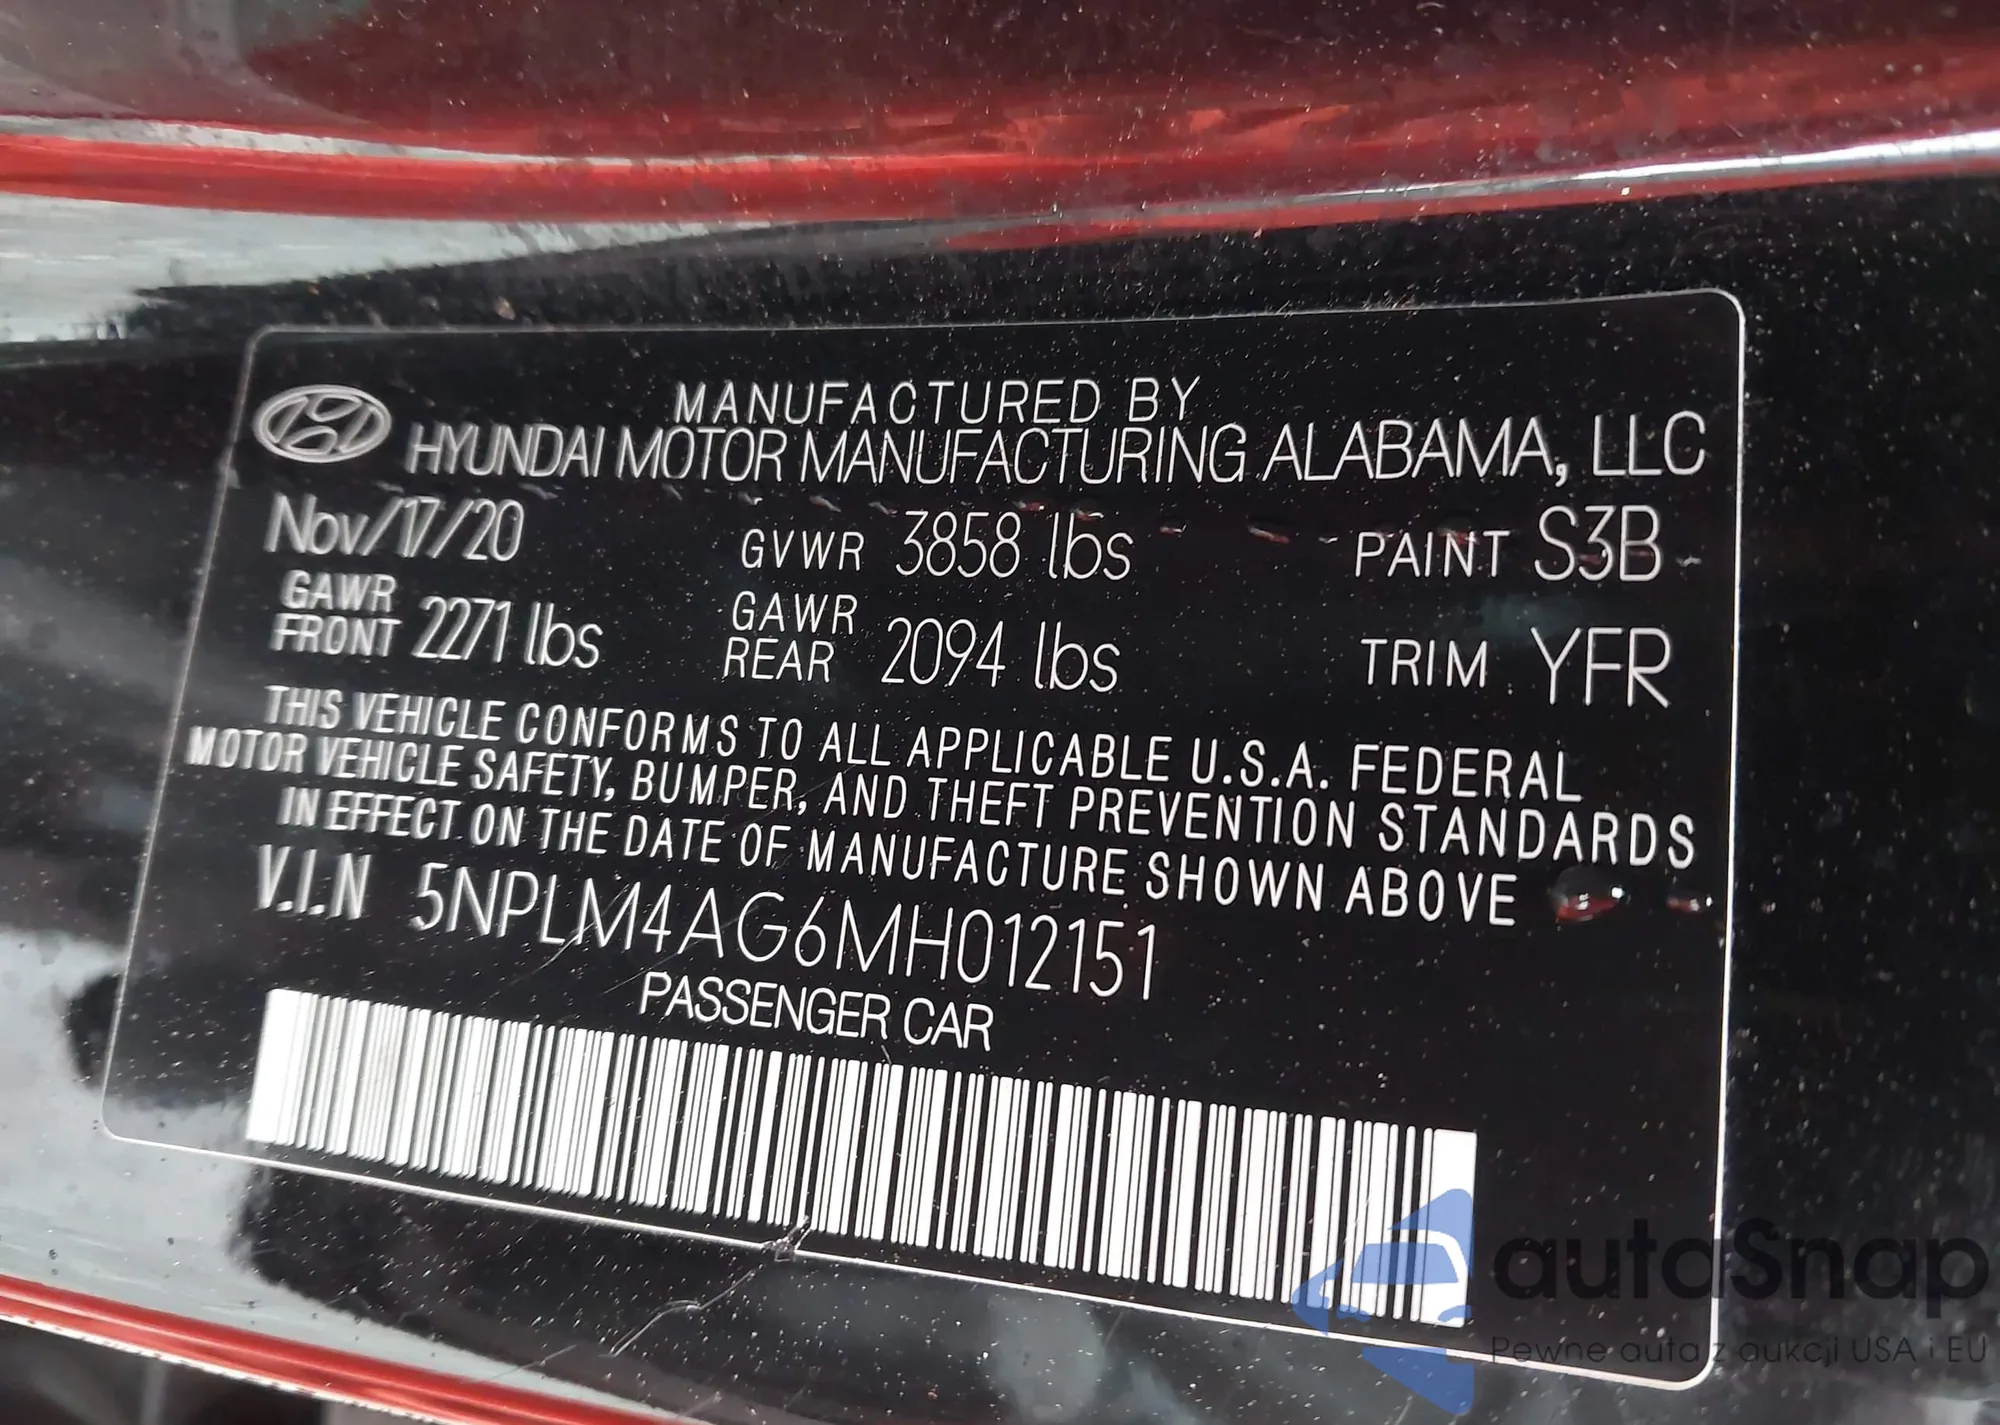 MANUFACTURED BY
HYUNDAI MOTOR MANUFACTURING ALABAMA, LLC
Nov/17/20 GVWR 3858 lbs PAINT S3B
GAWR FRONT 2271 lbs GAWR REAR 2094 lbs TRIM YFR
THIS VEHICLE CONFORMS TO ALL APPLICABLE U.S.A. FEDERAL
MOTOR VEHICLE SAFETY, BUMPER, AND THEFT PREVENTION STANDARDS
IN EFFECT ON THE DATE OF MANUFACTURE SHOWN ABOVE
V.I.N 5NPLM4AG6MH012151
PASSENGER CAR
autoSnap
Pewne auta z aukcji USA i EU